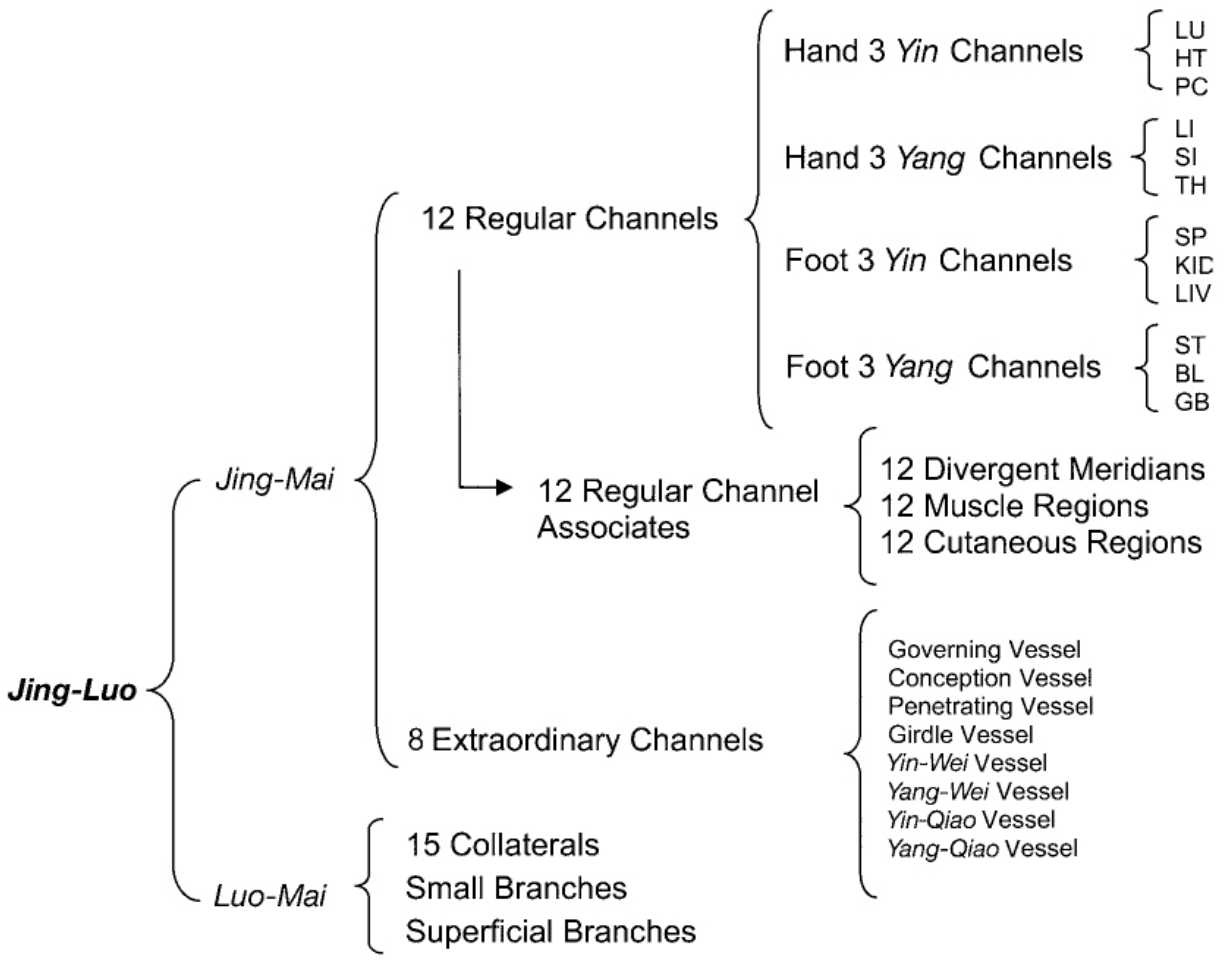 Jing-Luo
Jing-Mai
12 Regular Channels
Hand 3 Yin Channels
LU
HT
PC
Hand 3 Yang Channels
LI
SI
TH
Foot 3 Yin Channels
SP
KID
LIV
Foot 3 Yang Channels
ST
BL
GB
12 Regular Channel
Associates
12 Divergent Meridians
12 Muscle Regions
12 Cutaneous Regions
8 Extraordinary Channels
Governing Vessel
Conception Vessel
Penetrating Vessel
Girdle Vessel
Yin-Wei Vessel
Yang-Wei Vessel
Yin-Qiao Vessel
Yang-Qiao Vessel
Luo-Mai
15 Collaterals
Small Branches
Superficial Branches